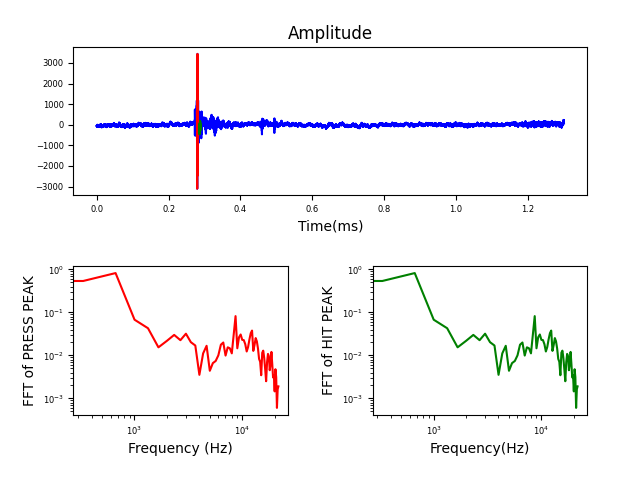 Amplitude
3000
2000
1000
0
−1000
−2000
−3000
0.0 0.2 0.4 0.6 0.8 1.0 1.2
Time(ms)
FFT of PRESS PEAK
10⁰
10⁻¹
10⁻²
10⁻³
10³ 10⁴
Frequency (Hz)
FFT of HIT PEAK
10⁰
10⁻¹
10⁻²
10⁻³
10³ 10⁴
Frequency(Hz)